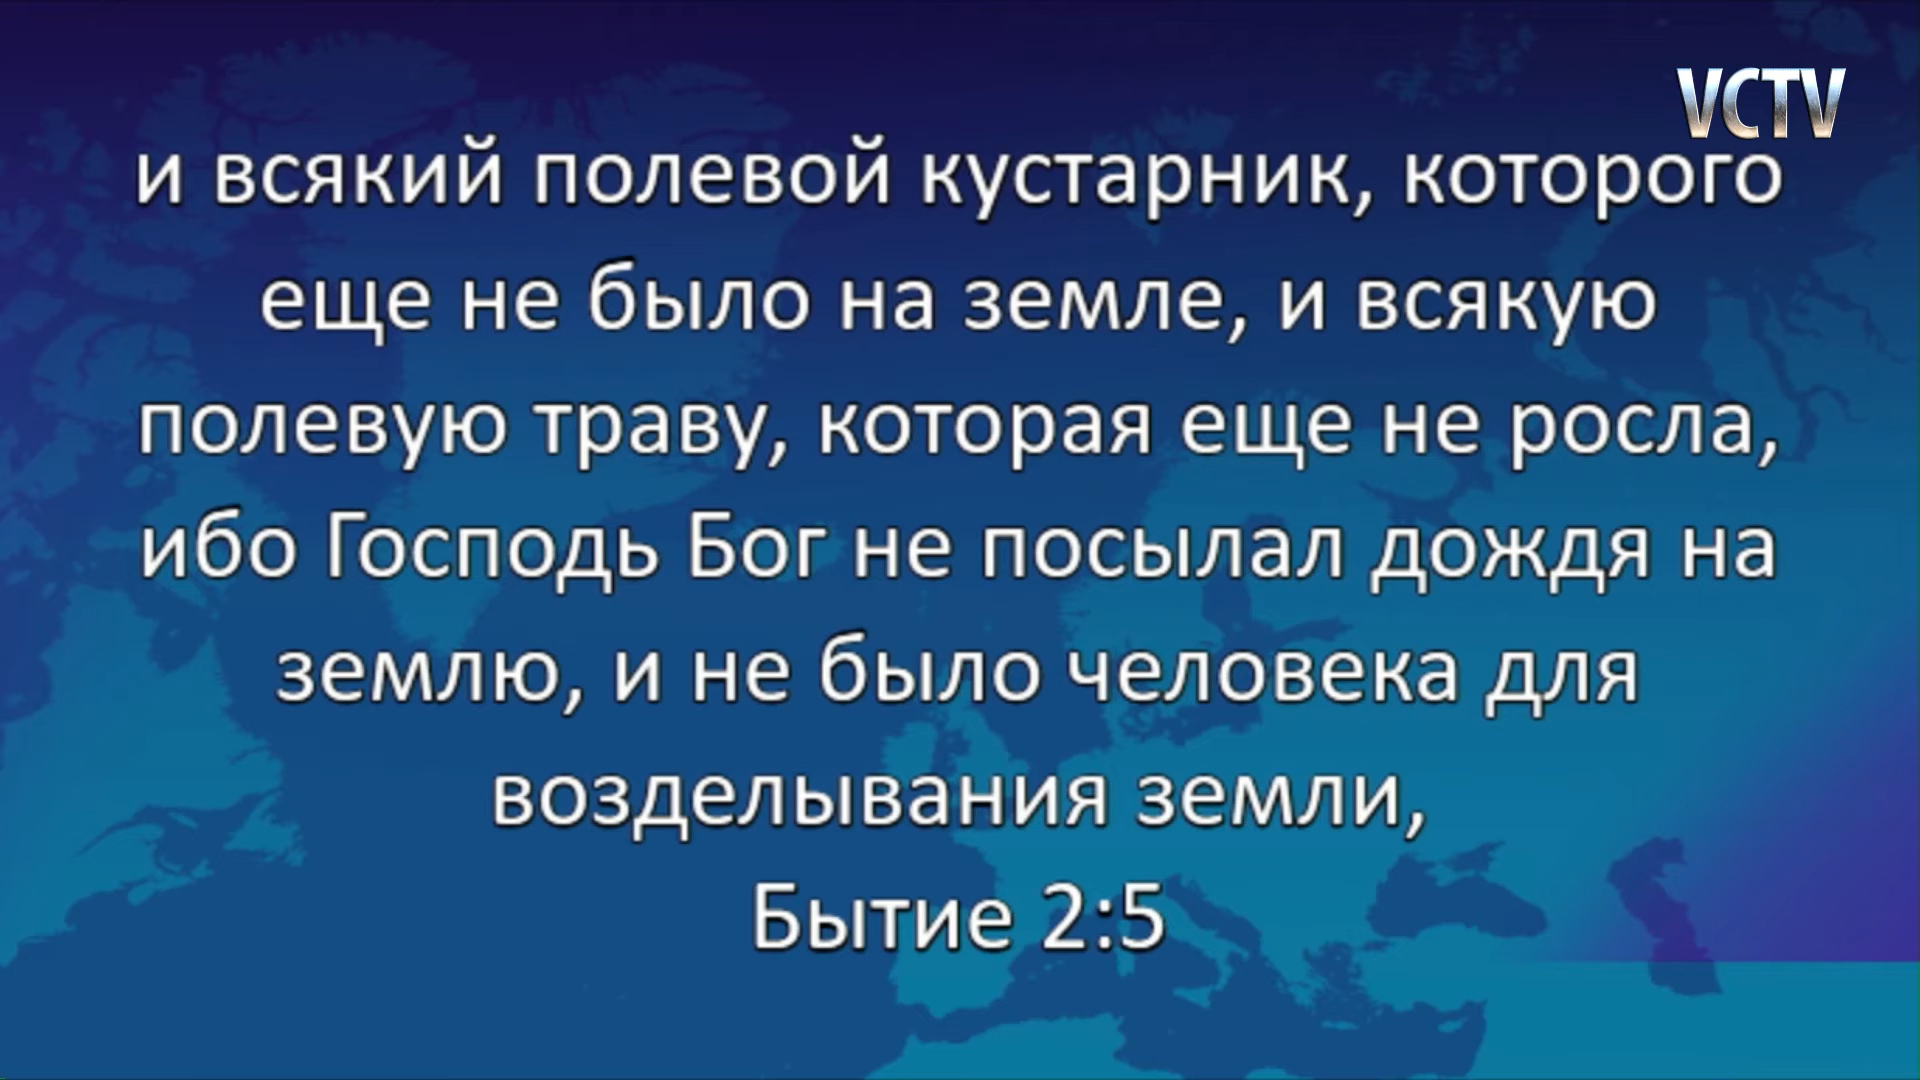 VCTV
и всякий полевой кустарник, которого
еще не было на земле, и всякую
полевую траву, которая еще не росла,
ибо Господь Бог не посылал дождя на
землю, и не было человека для
возделывания земли,
Бытие 2:5